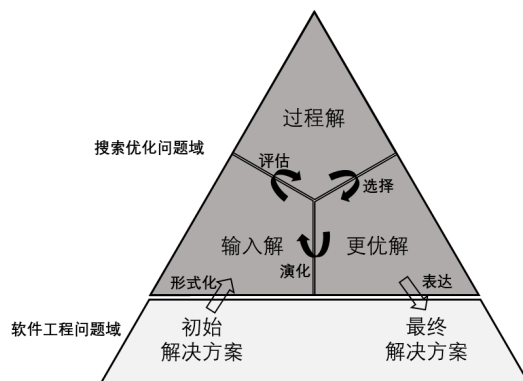 过程解
搜索优化问题域
评估
选择
输入解
更优解
演化
形式化
表达
软件工程问题域
初始
解决方案
最终
解决方案